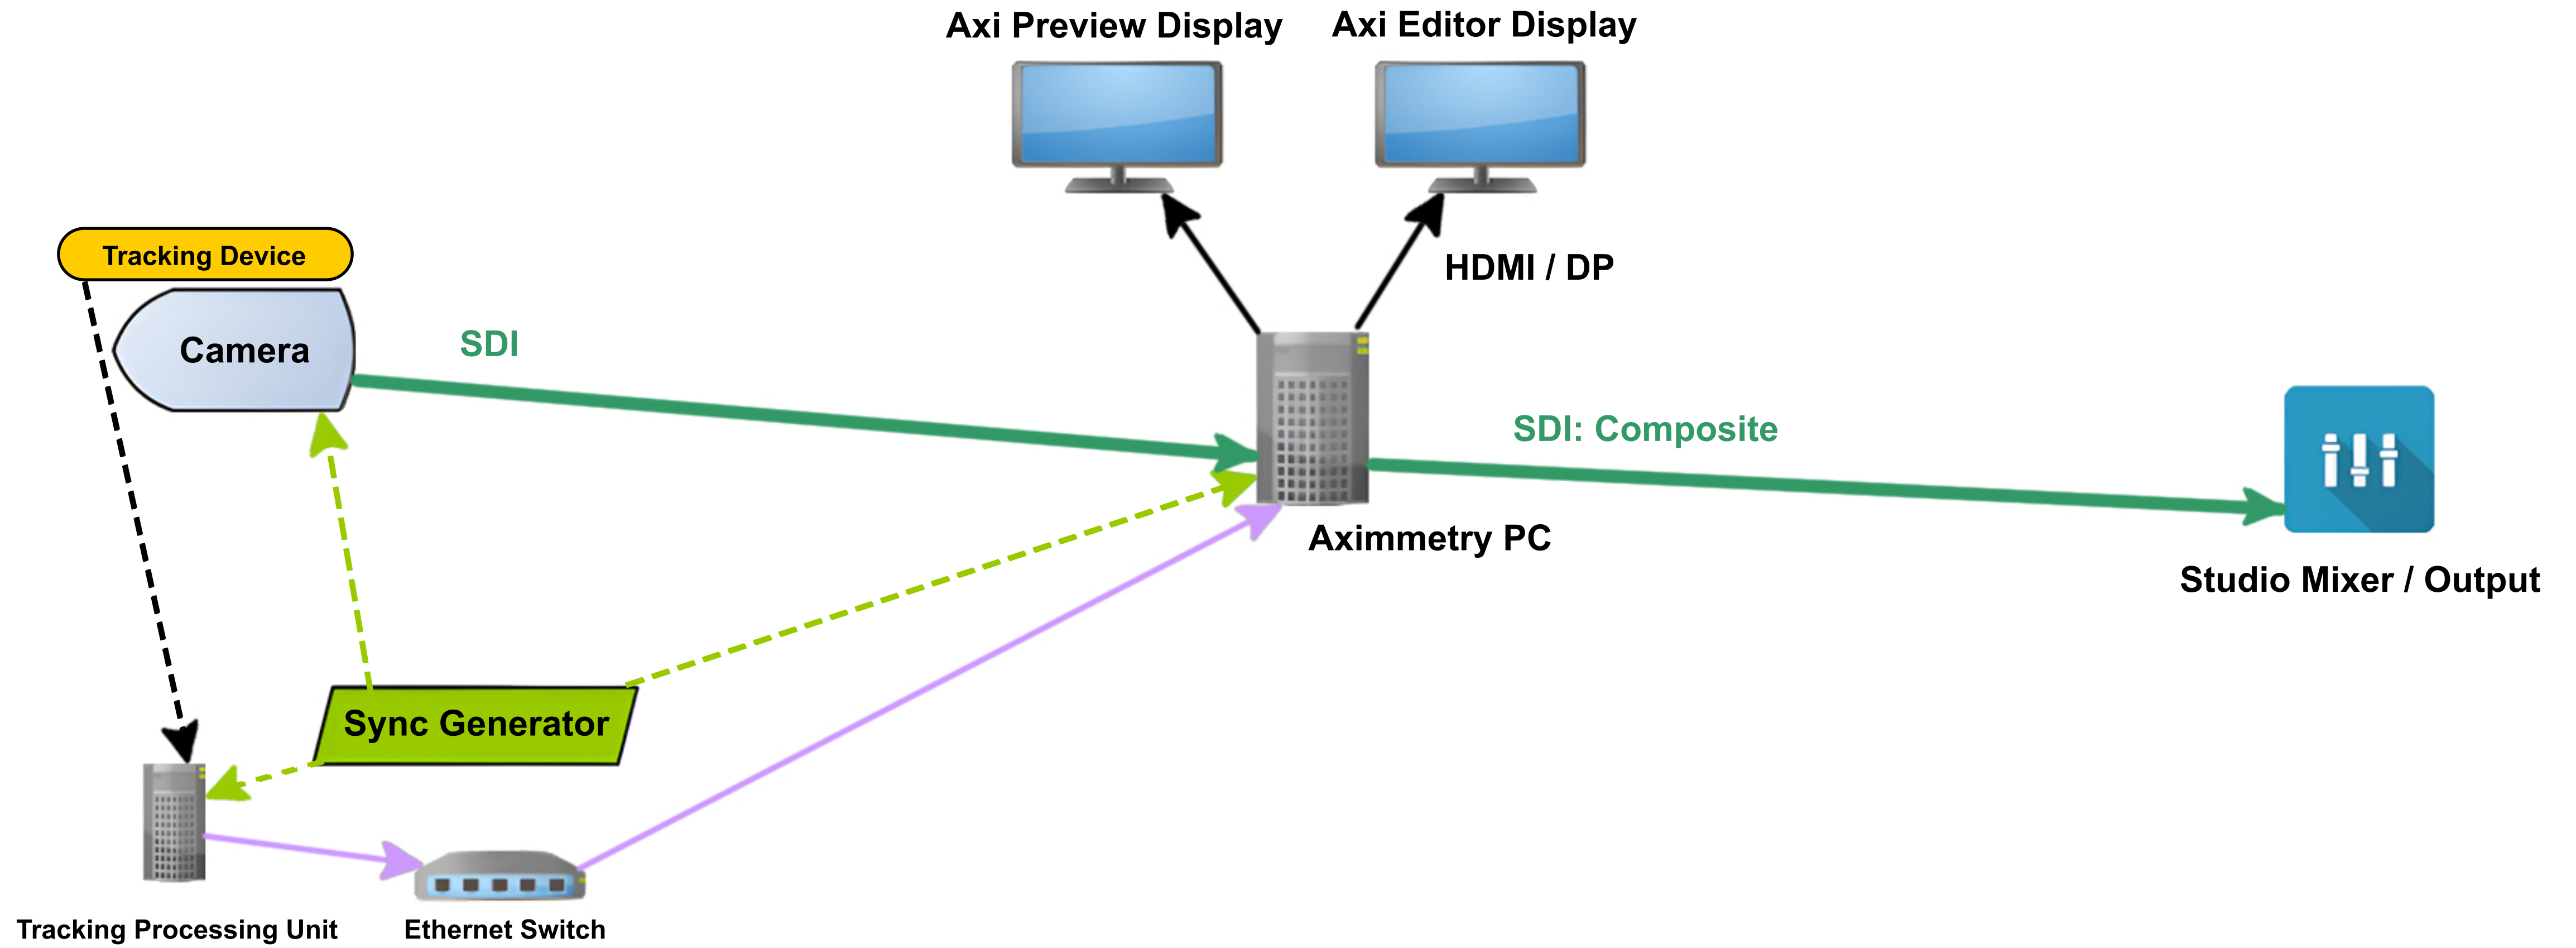 Axi Preview Display
Axi Editor Display
Tracking Device
HDMI / DP
Camera
SDI
SDI: Composite
Aximmetry PC
Studio Mixer / Output
Sync Generator
Tracking Processing Unit
Ethernet Switch